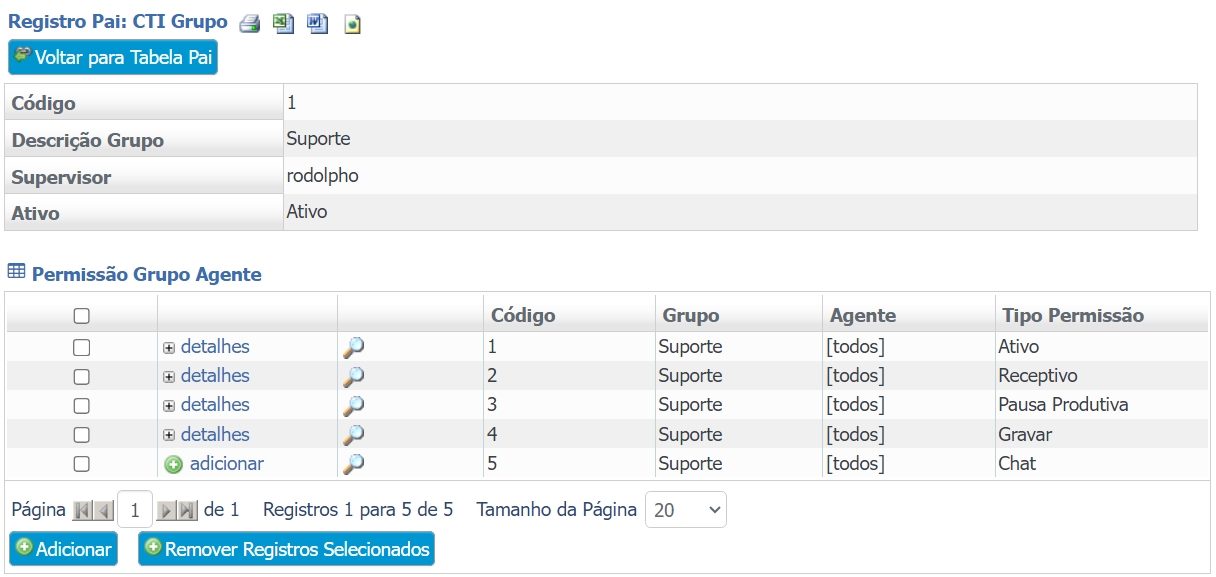 Registro Pai: CTI Grupo
Voltar para Tabela Pai
Código 1
Descrição Grupo Suporte
Supervisor rodolpho
Ativo Ativo
Permissão Grupo Agente
Código Grupo Agente Tipo Permissão
detalhes 1 Suporte [todos] Ativo
detalhes 2 Suporte [todos] Receptivo
detalhes 3 Suporte [todos] Pausa Produtiva
detalhes 4 Suporte [todos] Gravar
adicionar 5 Suporte [todos] Chat
Página 1 de 1 Registros 1 para 5 de 5 Tamanho da Página 20
Adicionar Remover Registros Selecionados